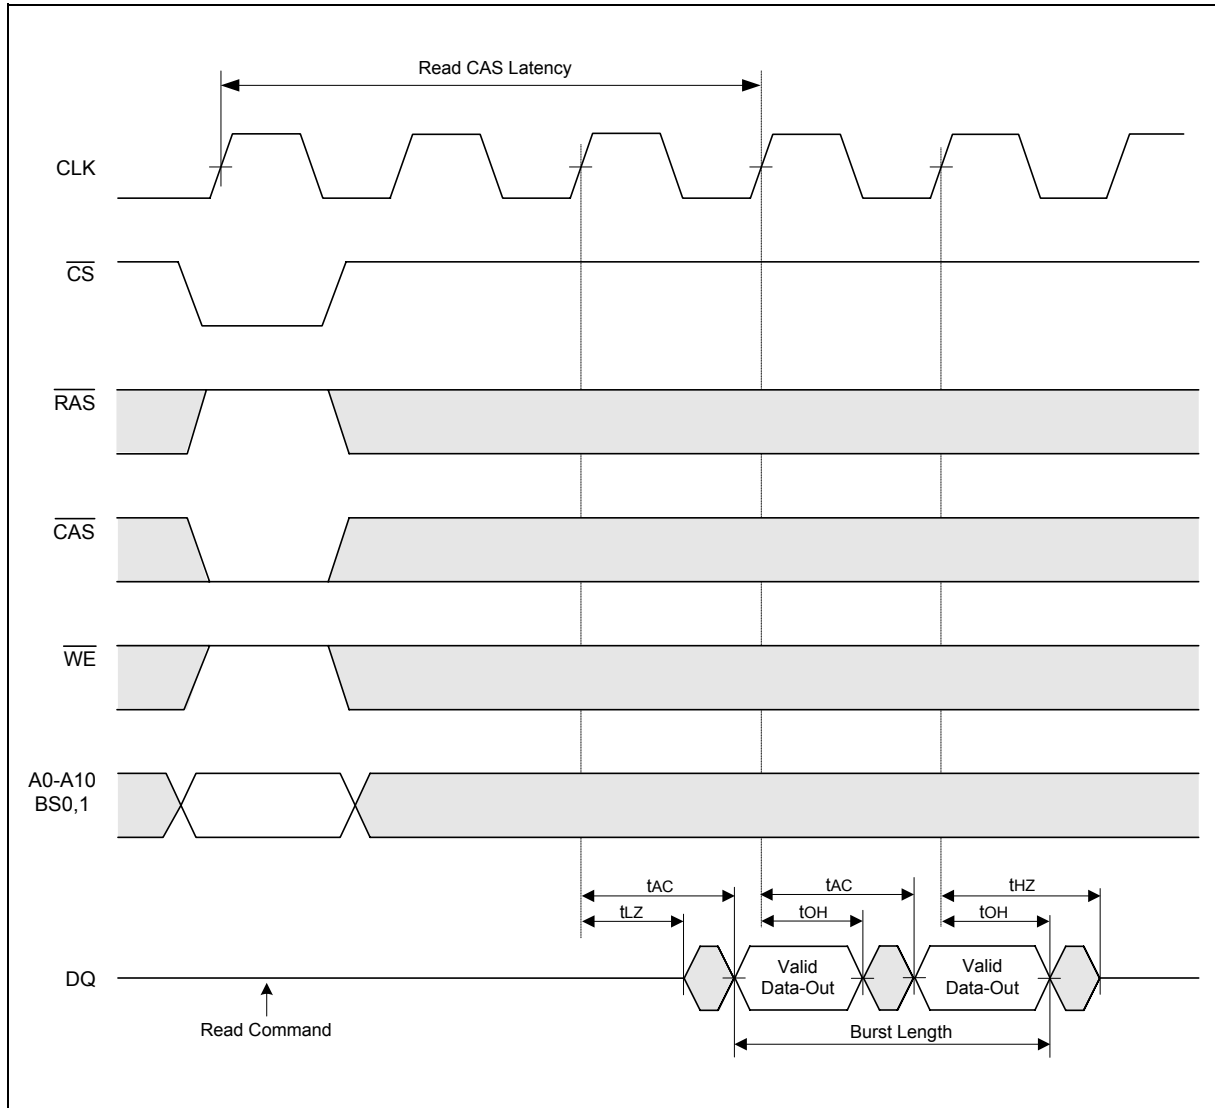 Read CAS Latency
CLK
CS
RAS
CAS
WE
A0-A10
BS0,1
tAC
tAC
tHZ
tLZ
tOH
tOH
DQ
Valid
Data-Out
Valid
Data-Out
Read Command
Burst Length